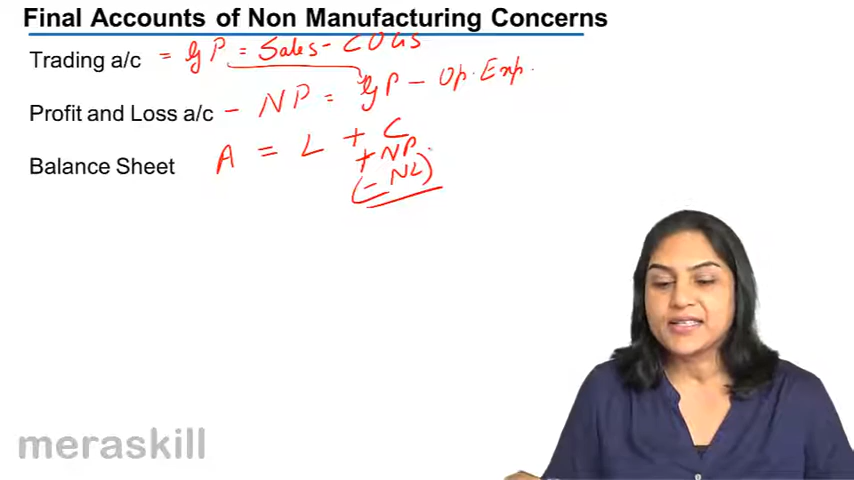 Final Accounts of Non Manufacturing Concerns
Trading a/c = GP = Sales - COGS
Profit and Loss a/c - NP = GP - Op. Exp.
Balance Sheet A = L + C
+ NP
(- NL)
meraskill